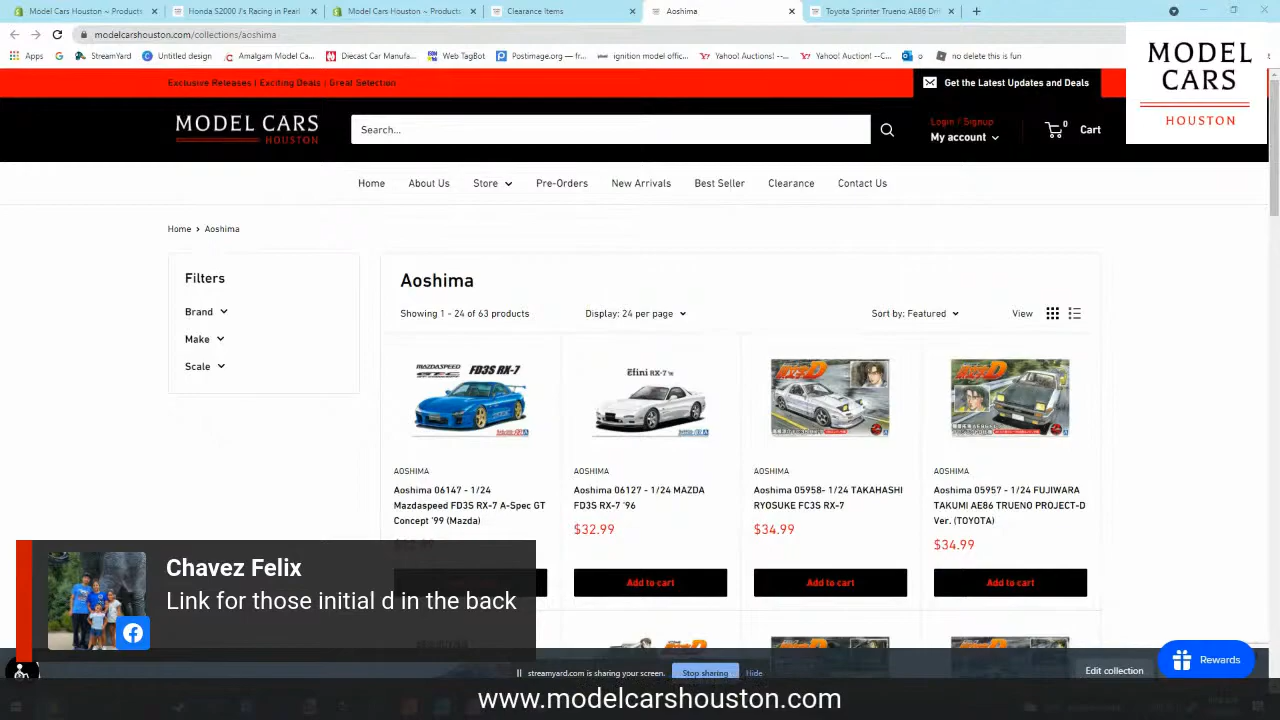 Model Cars Houston ~ Products
Honda S2000 J's Racing in Pearl
Model Cars Houston ~ Products
Clearance Items
Aoshima
Toyota Sprinter Trueno AE86 Drif
modelcarshouston.com/collections/aoshima
Apps
StreamYard
Untitled design
Amalgam Model Car
Diecast Car Manufa...
Web TagBot
Postimage.org —...
ignition model offic...
Yahoo! Auctions! --...
Yahoo! Auction --C...
o
no delete this is fun
MODEL
CARS
HOUSTON
Exclusive Releases | Exciting Deals | Great Selection
Get the Latest Updates and Deals
MODEL CARS
HOUSTON
Search...
Login / Signup
My account
0
Cart
Home
About Us
Store
Pre-Orders
New Arrivals
Best Seller
Clearance
Contact Us
Home > Aoshima
Filters
Brand
Make
Scale
Aoshima
Showing 1 - 24 of 63 products
Display: 24 per page
Sort by: Featured
View
MAZDASPEED
FD3S RX-7
Efini RX-7 '96
AOSHIMA
Aoshima 06147 - 1/24
Mazdaspeed FD3S RX-7 A-Spec GT
Concept '99 (Mazda)
AOSHIMA
Aoshima 06127 - 1/24 MAZDA
FD3S RX-7 '96
$32.99
Add to cart
AOSHIMA
Aoshima 05958- 1/24 TAKAHASHI
RYOSUKE FC3S RX-7
$34.99
Add to cart
AOSHIMA
Aoshima 05957 - 1/24 FUJIWARA
TAKUMI AE86 TRUENO PROJECT-D
Ver. (TOYOTA)
$34.99
Add to cart
Chavez Felix
Link for those initial d in the back
streamyard.com is sharing your screen.
Stop sharing
Hide
Edit collection
Rewards
www.modelcarshouston.com